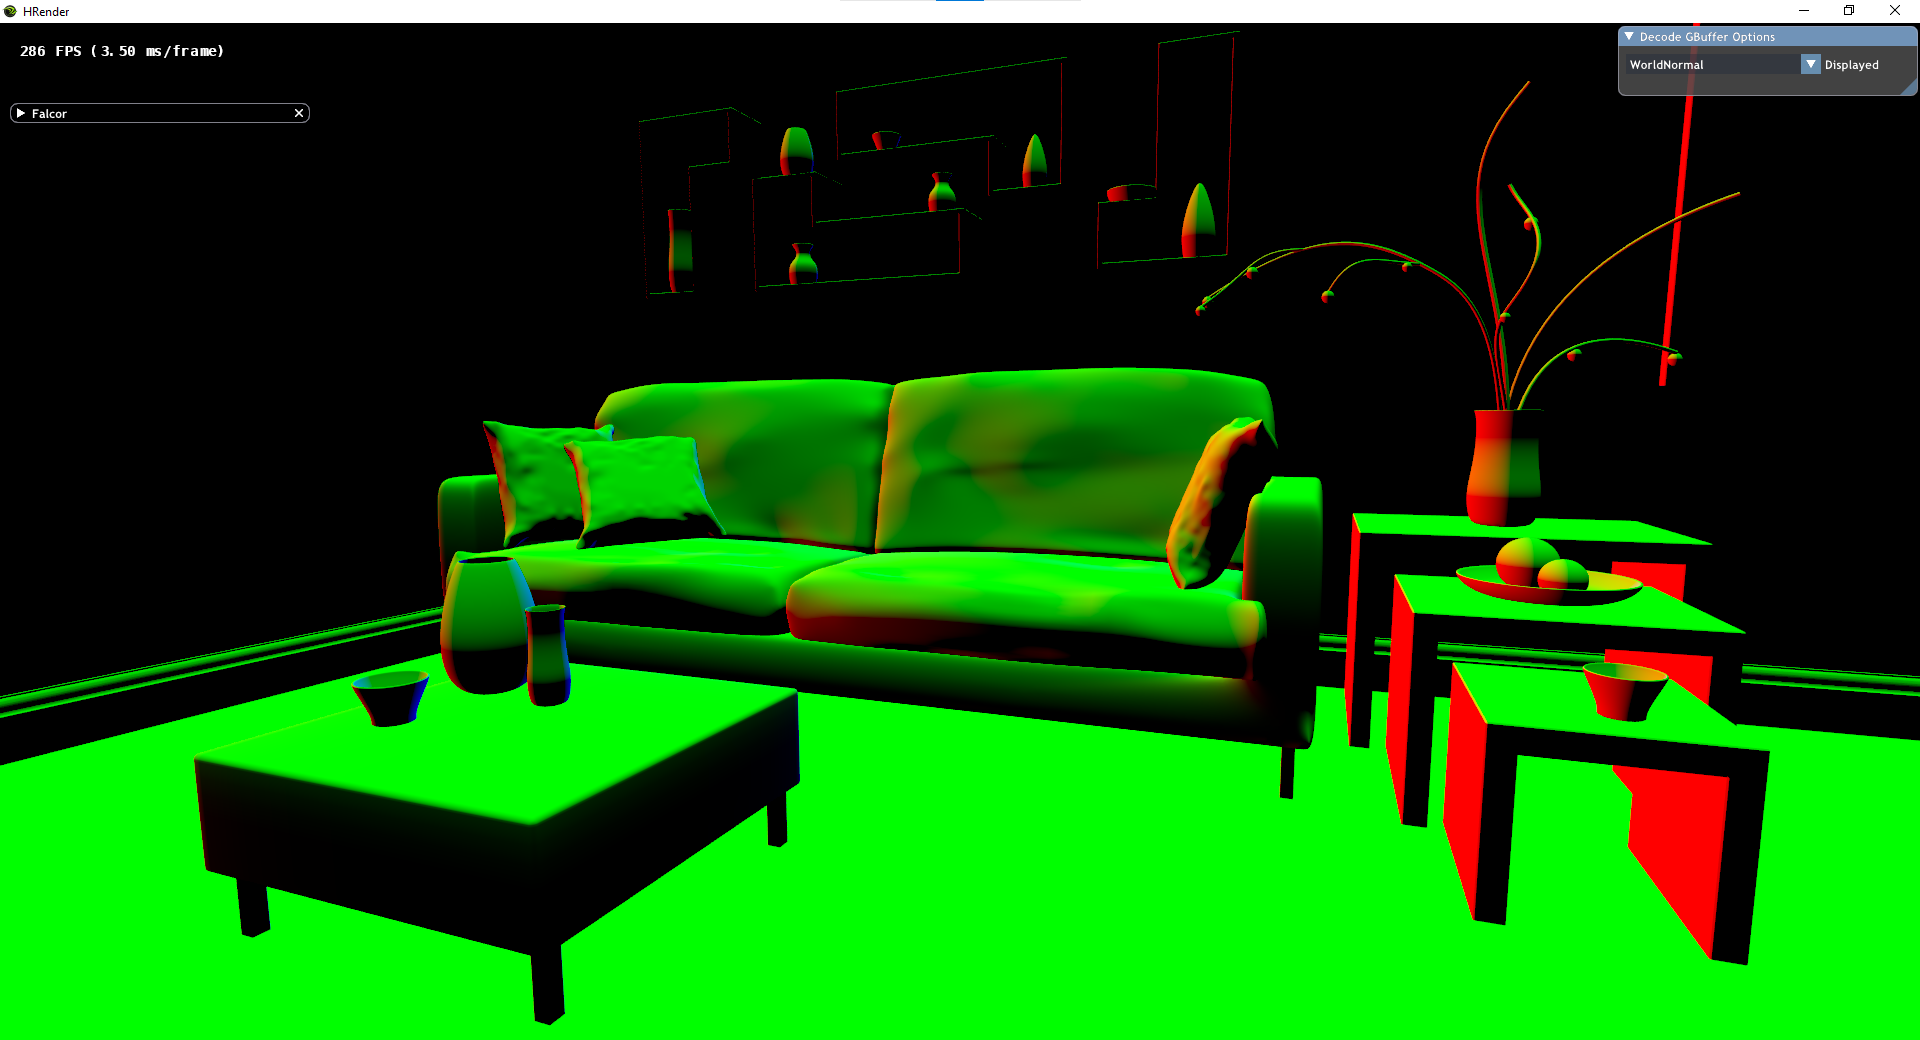 HRender
286 FPS (3.50 ms/frame)
Decode GBuffer Options
WorldNormal Displayed
Falcor